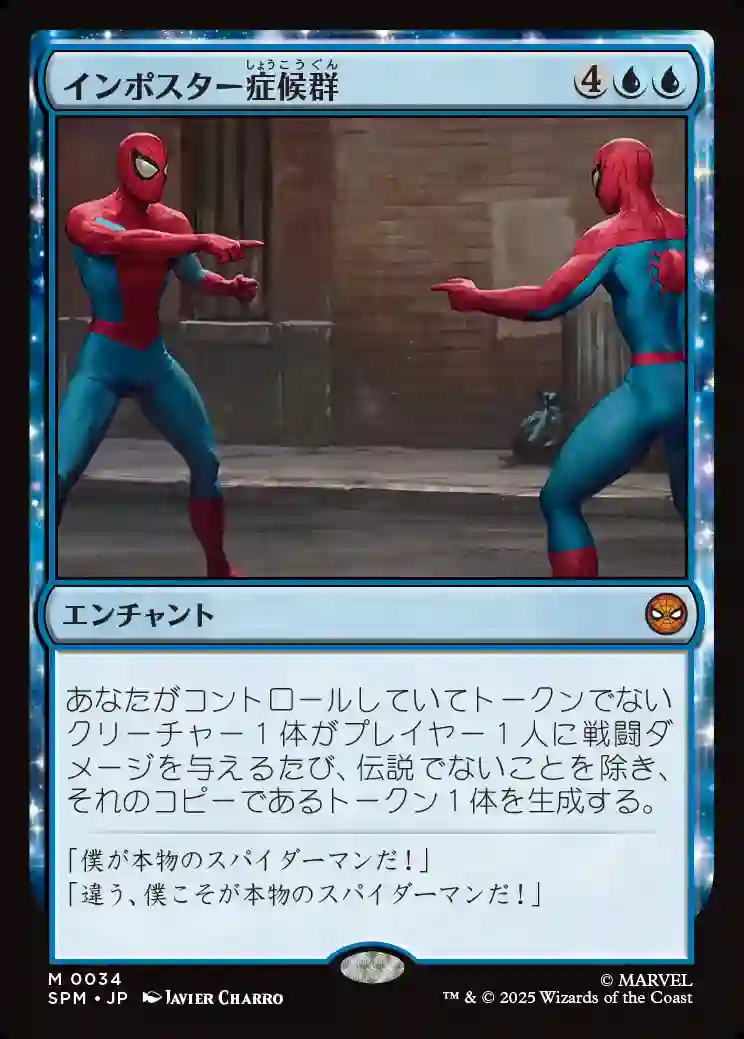 しょうこうぐん
インポスター症候群 4
エンチャント
あなたがコントロールしていてトークンでない
クリーチャー1体がプレイヤー1人に戦闘ダ
メージを与えるたび、伝説でないことを除き、
それのコピーであるトークン1体を生成する。
「僕が本物のスパイダーマンだ！」
「違う、僕こそが本物のスパイダーマンだ！」
M 0034
SPM • JP Javier Charro
© MARVEL
™ & © 2025 Wizards of the Coast